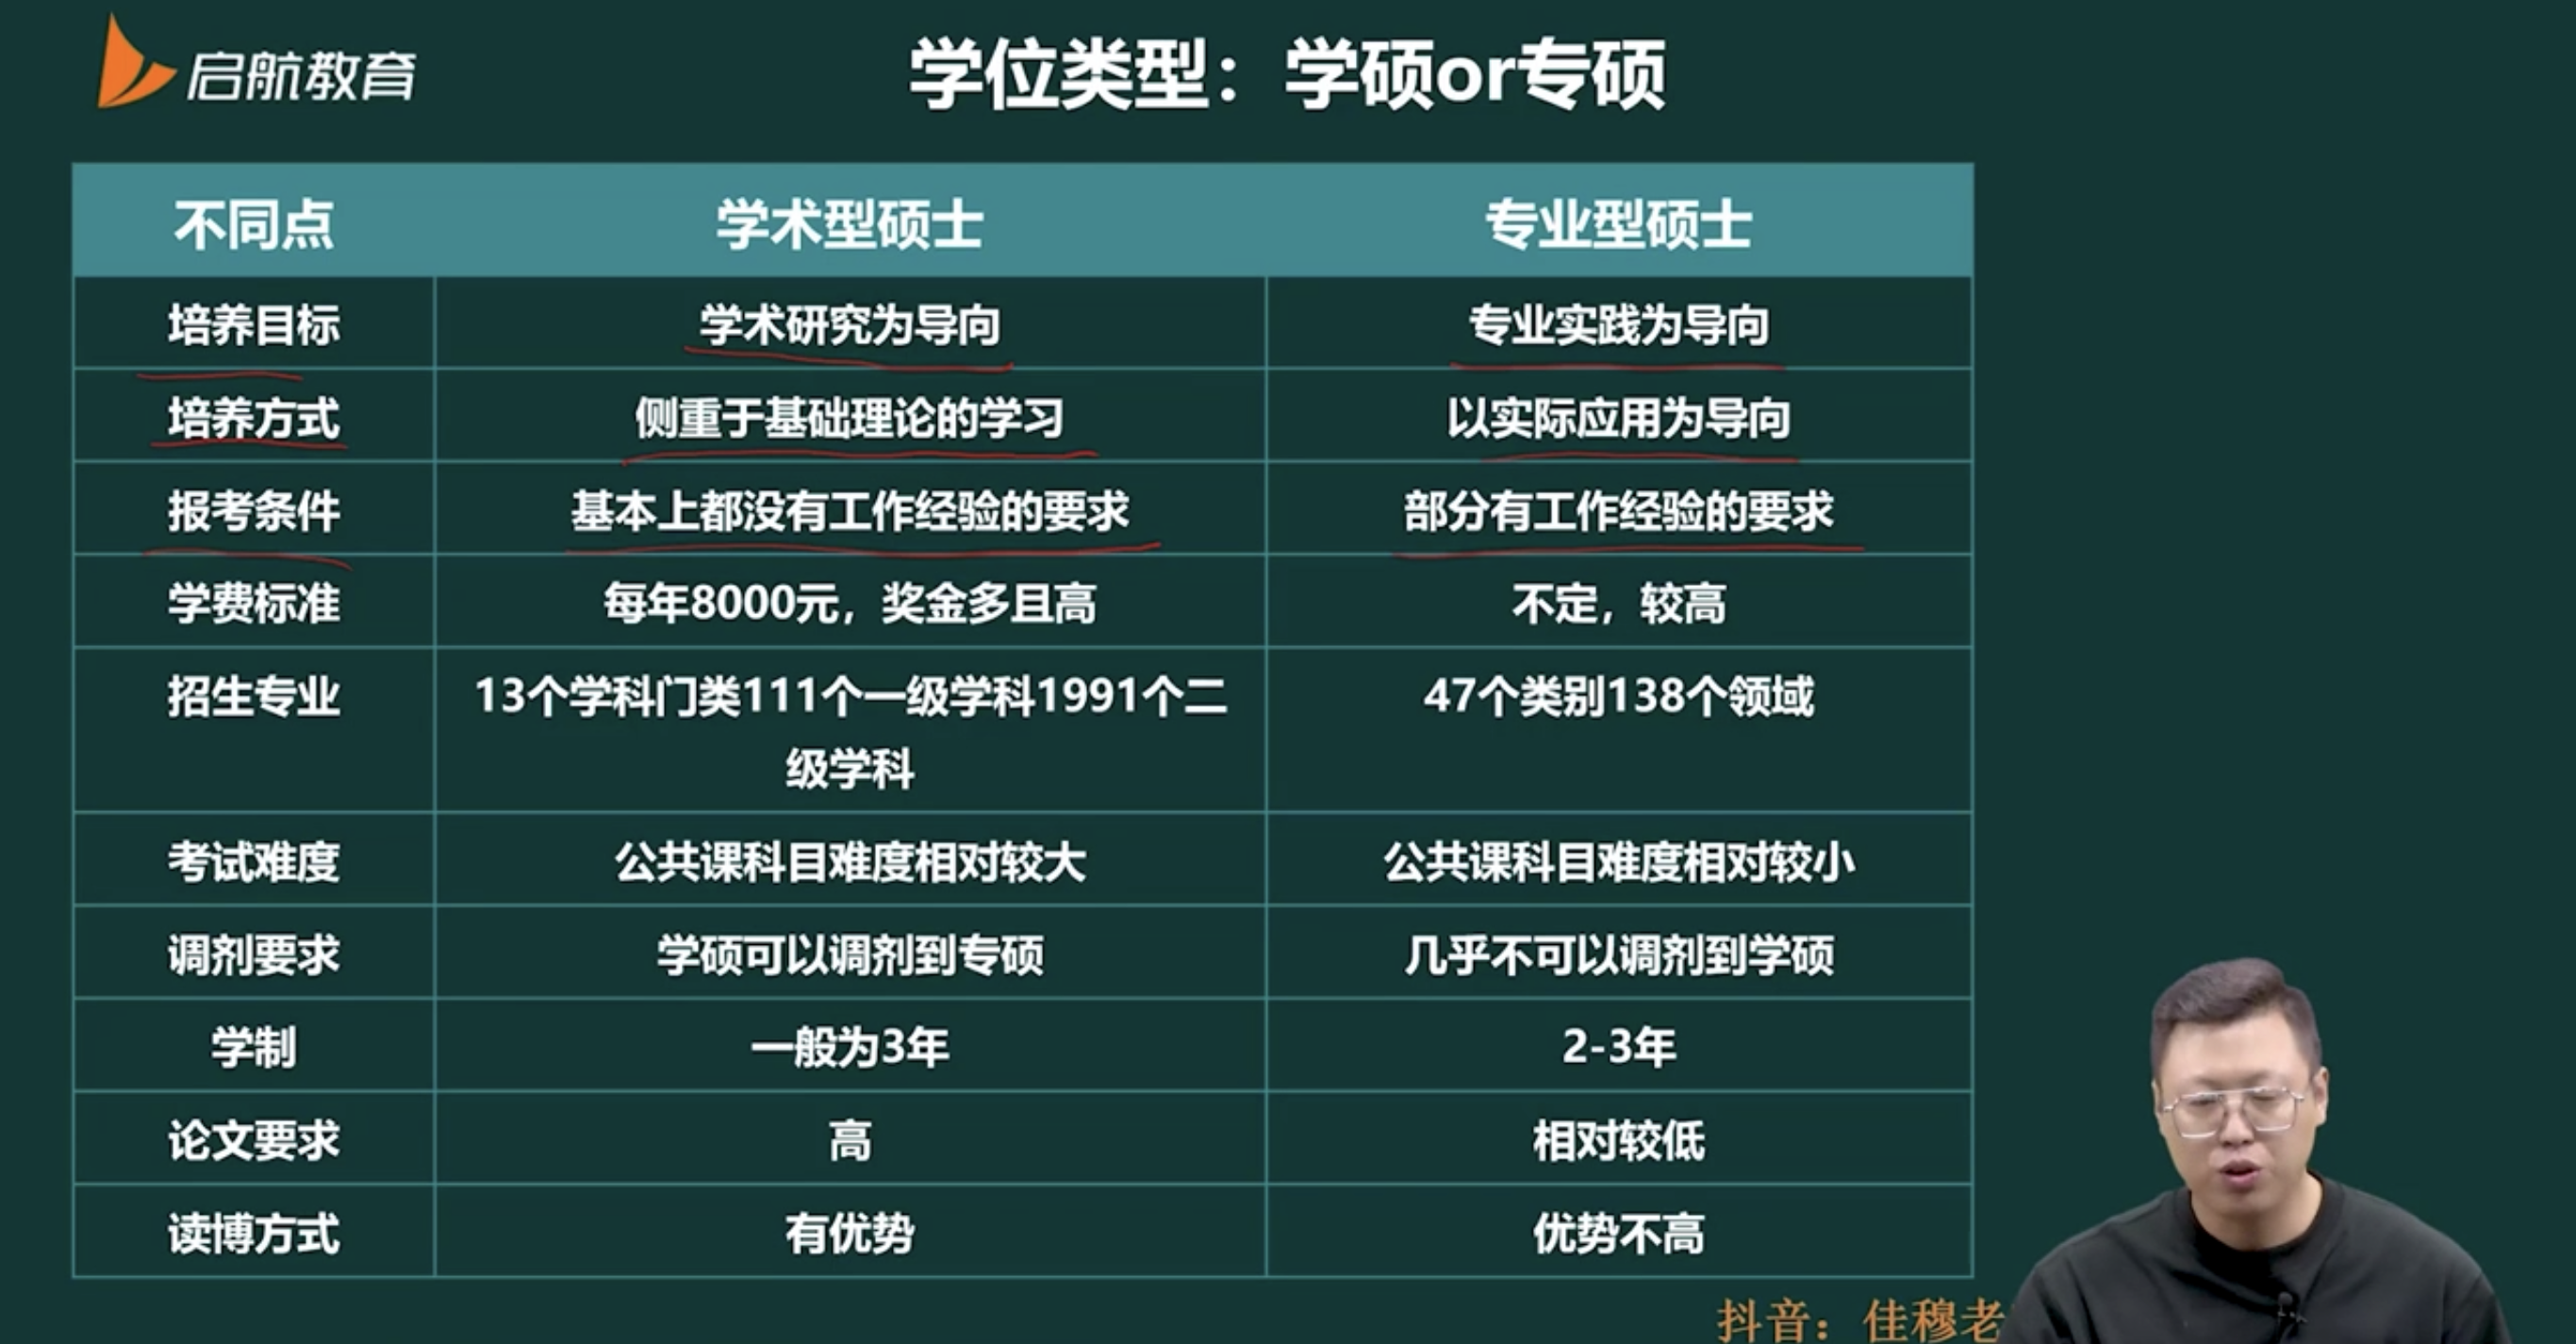 启航教育
学位类型：学硕or专硕
不同点 学术型硕士 专业型硕士
培养目标 学术研究为导向 专业实践为导向
培养方式 侧重于基础理论的学习 以实际应用为导向
报考条件 基本上都没有工作经验的要求 部分有工作经验的要求
学费标准 每年8000元，奖金多且高 不定，较高
招生专业 13个学科门类111个一级学科1991个二 47个类别138个领域
级学科
考试难度 公共课科目难度相对较大 公共课科目难度相对较小
调剂要求 学硕可以调剂到专硕 几乎不可以调剂到学硕
学制 一般为3年 2-3年
论文要求 高 相对较低
读博方式 有优势 优势不高
抖音：佳穆老